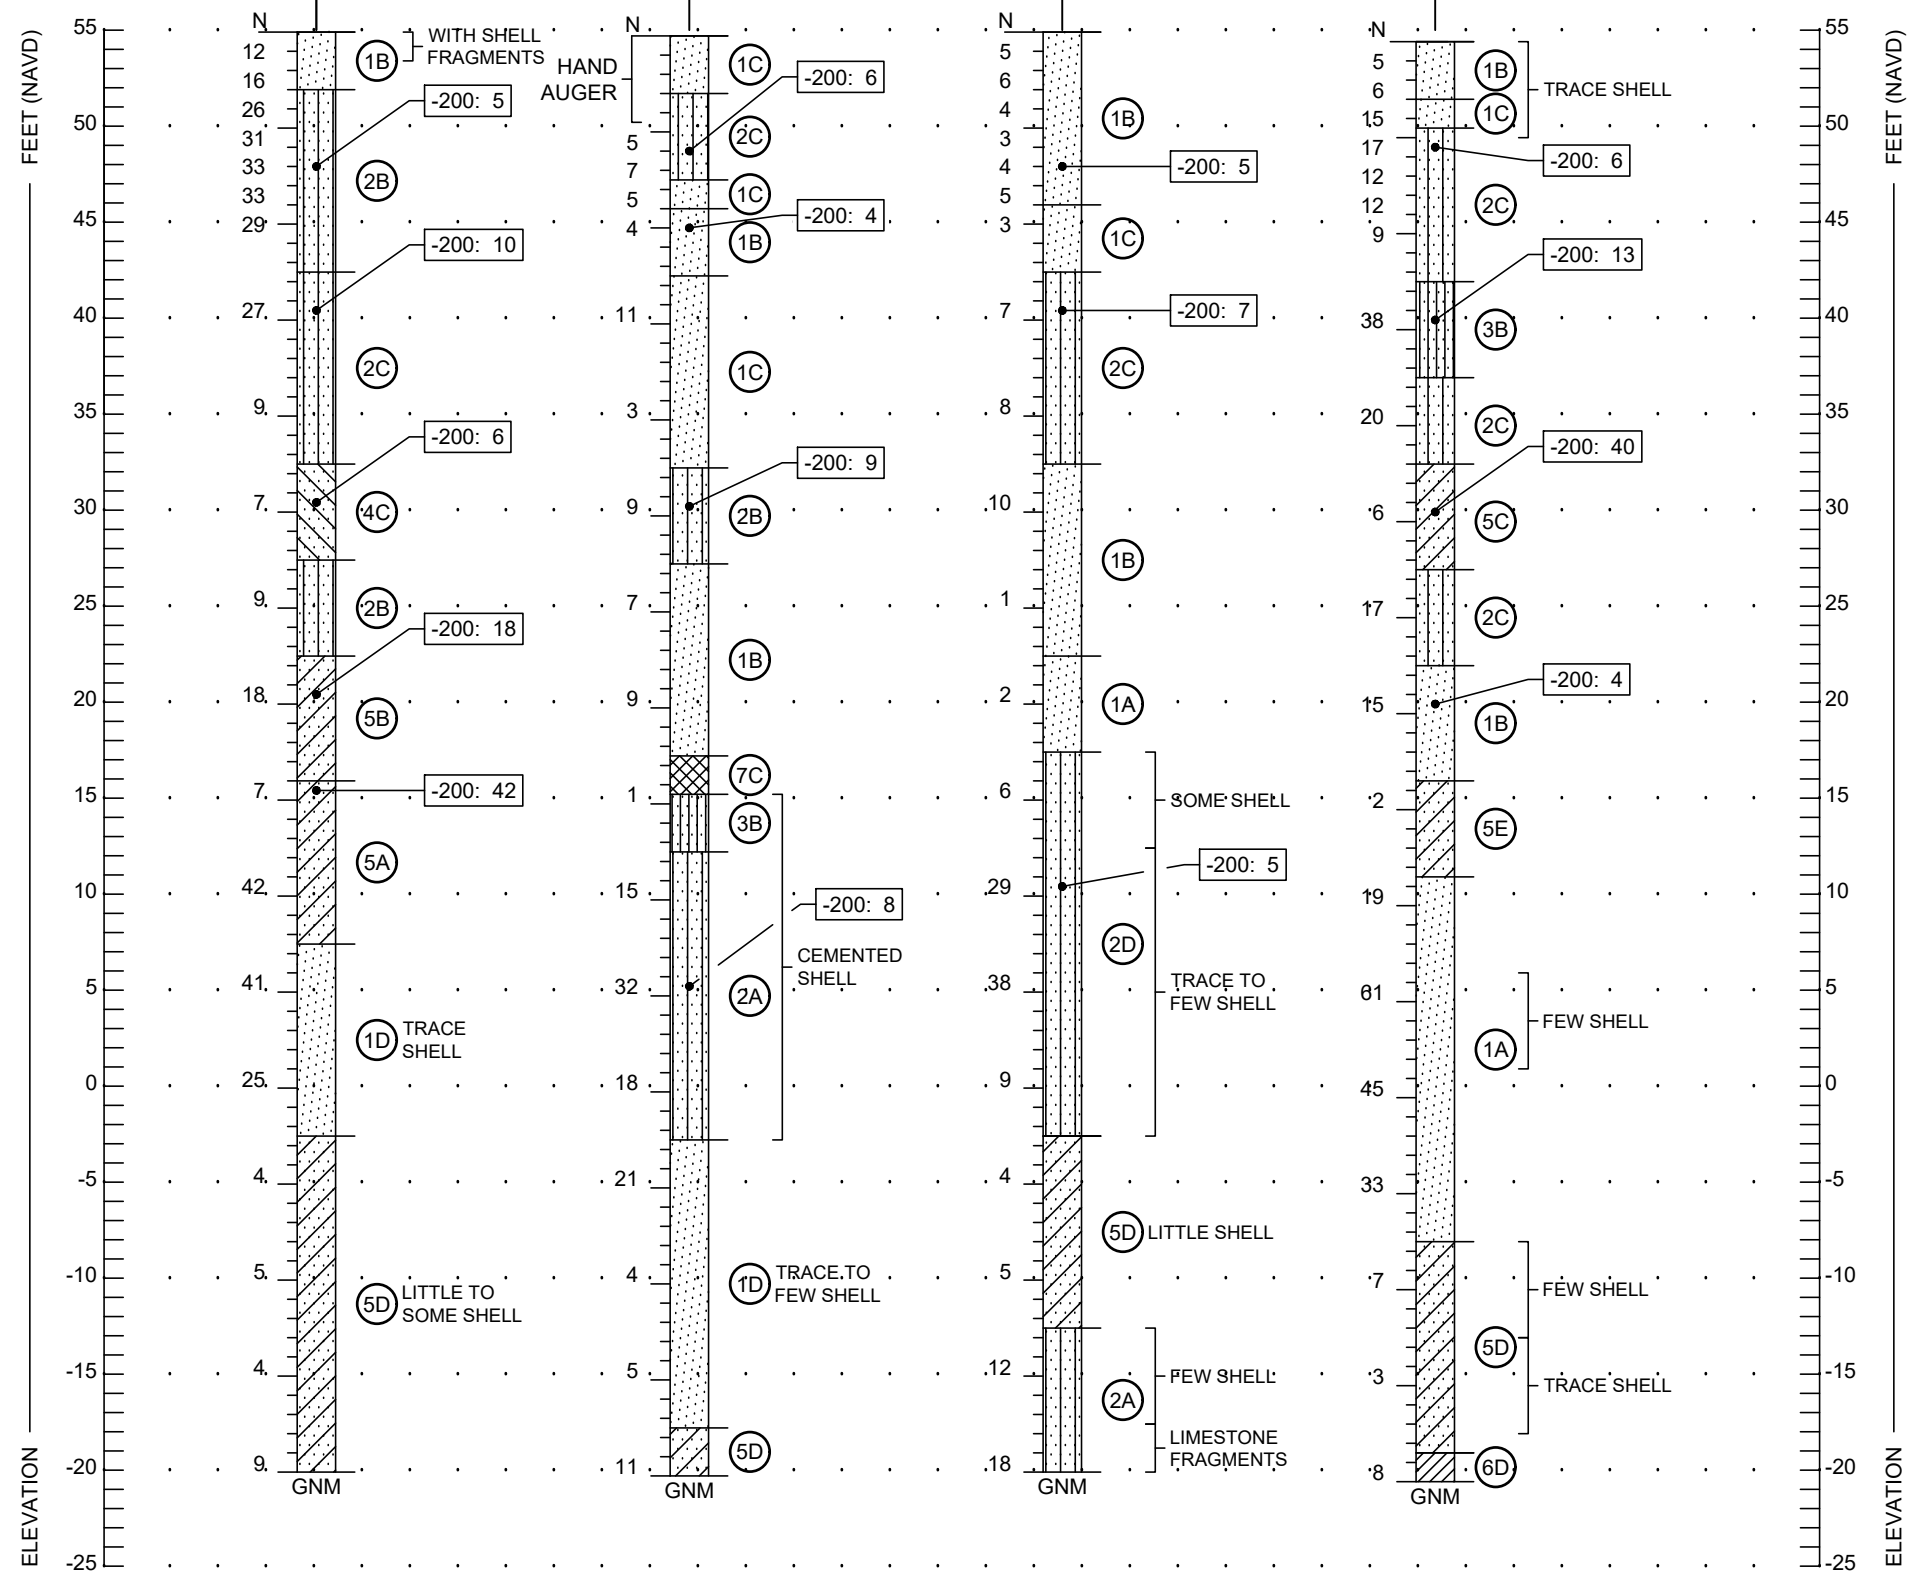 FEET (NAVD)
ELEVATION
55
50
45
40
35
30
25
20
15
10
5
0
-5
-10
-15
-20
-25
N
12
16
26
31
33
33
29
27
9
7
9
18
7
42
41
25
4
5
4
9
1B
WITH SHELL
FRAGMENTS
-200: 5
2B
-200: 10
2C
-200: 6
4C
2B
-200: 18
5B
-200: 42
5A
1D
TRACE
SHELL
5D
LITTLE TO
SOME SHELL
GNM
N
HAND
AUGER
5
7
5
4
11
3
9
7
9
1
15
32
18
21
4
5
11
1C
-200: 6
2C
1C
-200: 4
1B
1C
-200: 9
2B
1B
7C
3B
-200: 8
CEMENTED
SHELL
2A
1D
TRACE TO
FEW SHELL
5D
GNM
N
5
6
4
3
4
5
3
7
8
10
1
2
6
29
38
9
4
5
12
18
1B
-200: 5
1C
-200: 7
2C
1B
1A
SOME SHELL
-200: 5
2D
TRACE TO
FEW SHELL
5D
LITTLE SHELL
FEW SHELL
2A
LIMESTONE
FRAGMENTS
GNM
N
5
6
15
17
12
12
9
38
20
6
17
15
2
19
61
45
33
7
3
8
1B
TRACE SHELL
1C
-200: 6
2C
-200: 13
3B
2C
-200: 40
5C
2C
-200: 4
1B
5E
FEW SHELL
1A
FEW SHELL
5D
TRACE SHELL
6D
GNM
55
50
45
40
35
30
25
20
15
10
5
0
-5
-10
-15
-20
-25
FEET (NAVD)
ELEVATION